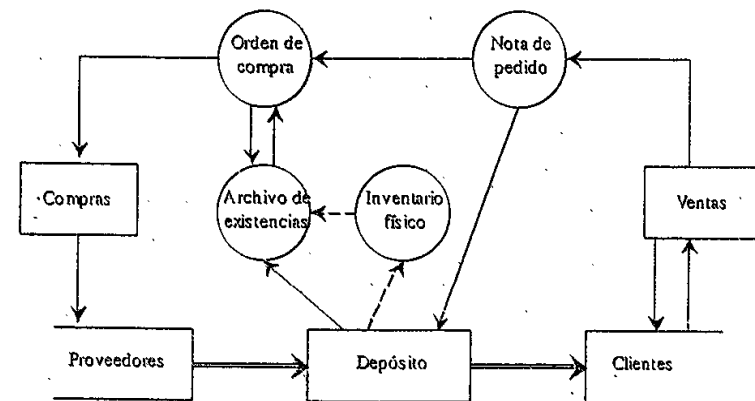 Orden de
compra
Nota de
pedido
Compras
Archivo de
existencias
Inventario
físico
Ventas
Proveedores
Depósito
Clientes